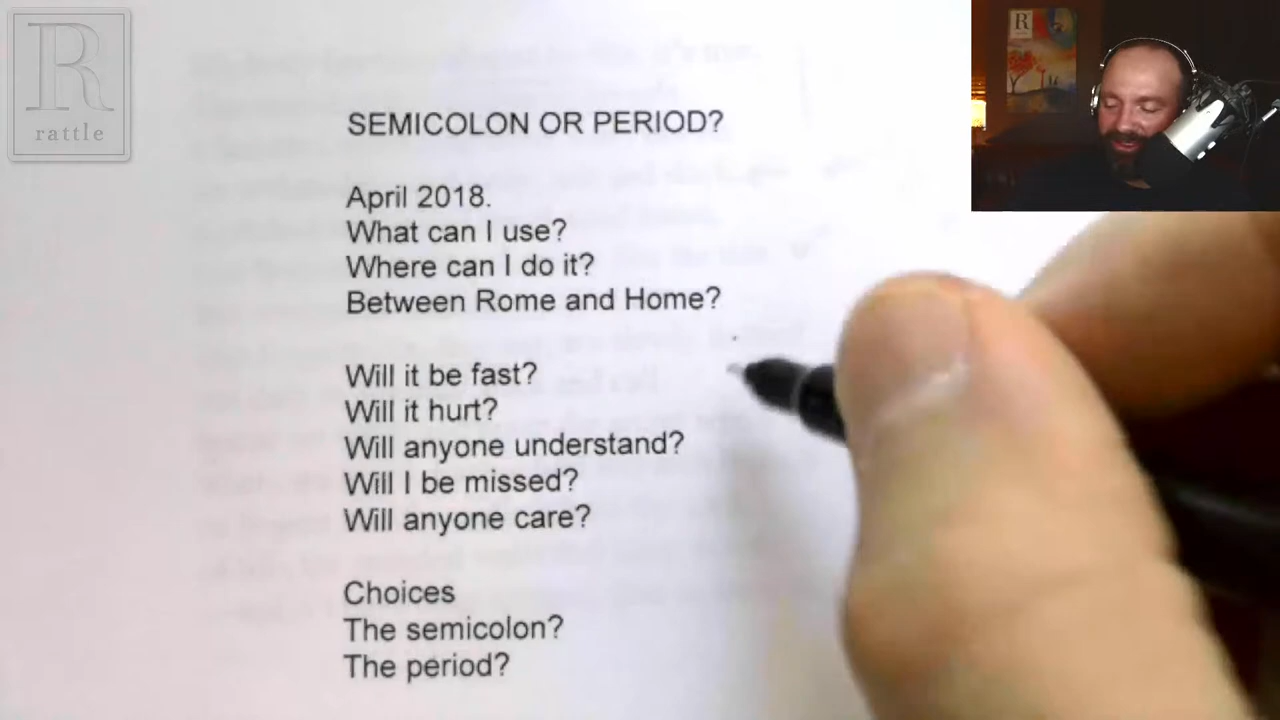 R
rattle
R
SEMICOLON OR PERIOD?
April 2018.
What can I use?
Where can I do it?
Between Rome and Home?
Will it be fast?
Will it hurt?
Will anyone understand?
Will I be missed?
Will anyone care?
Choices
The semicolon?
The period?